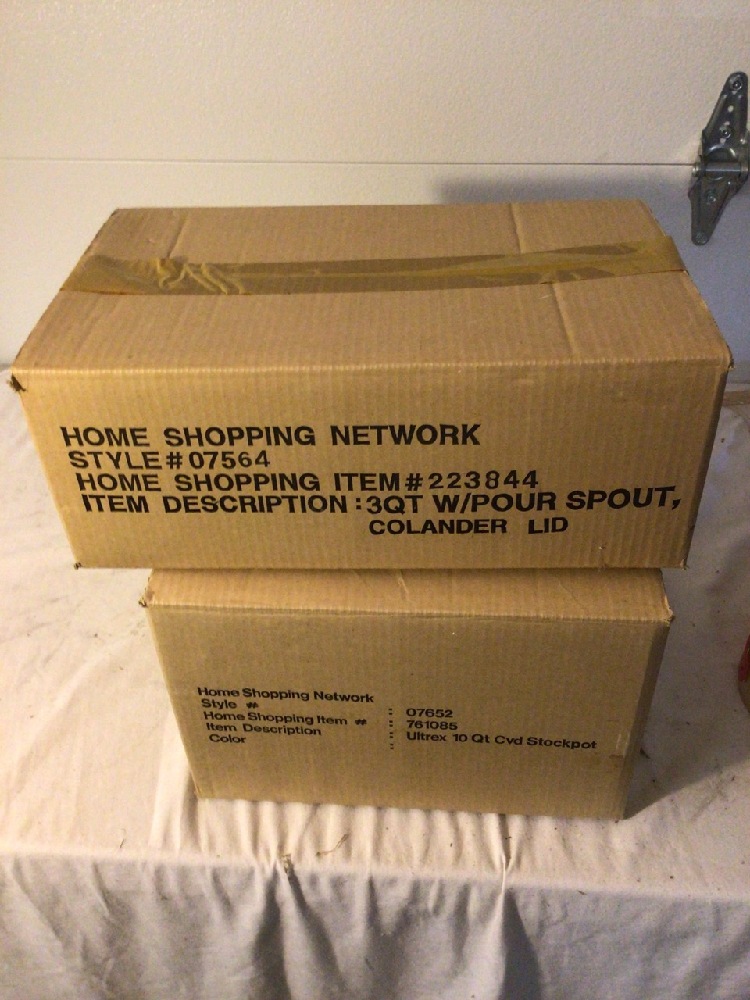 HOME SHOPPING NETWORK
STYLE # 07564
HOME SHOPPING ITEM # 223844
ITEM DESCRIPTION : 3QT W/POUR SPOUT,
COLANDER LID
Home Shopping Network
Style # : 07652
Home Shopping Item # : 761085
Item Description : Ultrex 10 Qt Cvd Stockpot
Color :